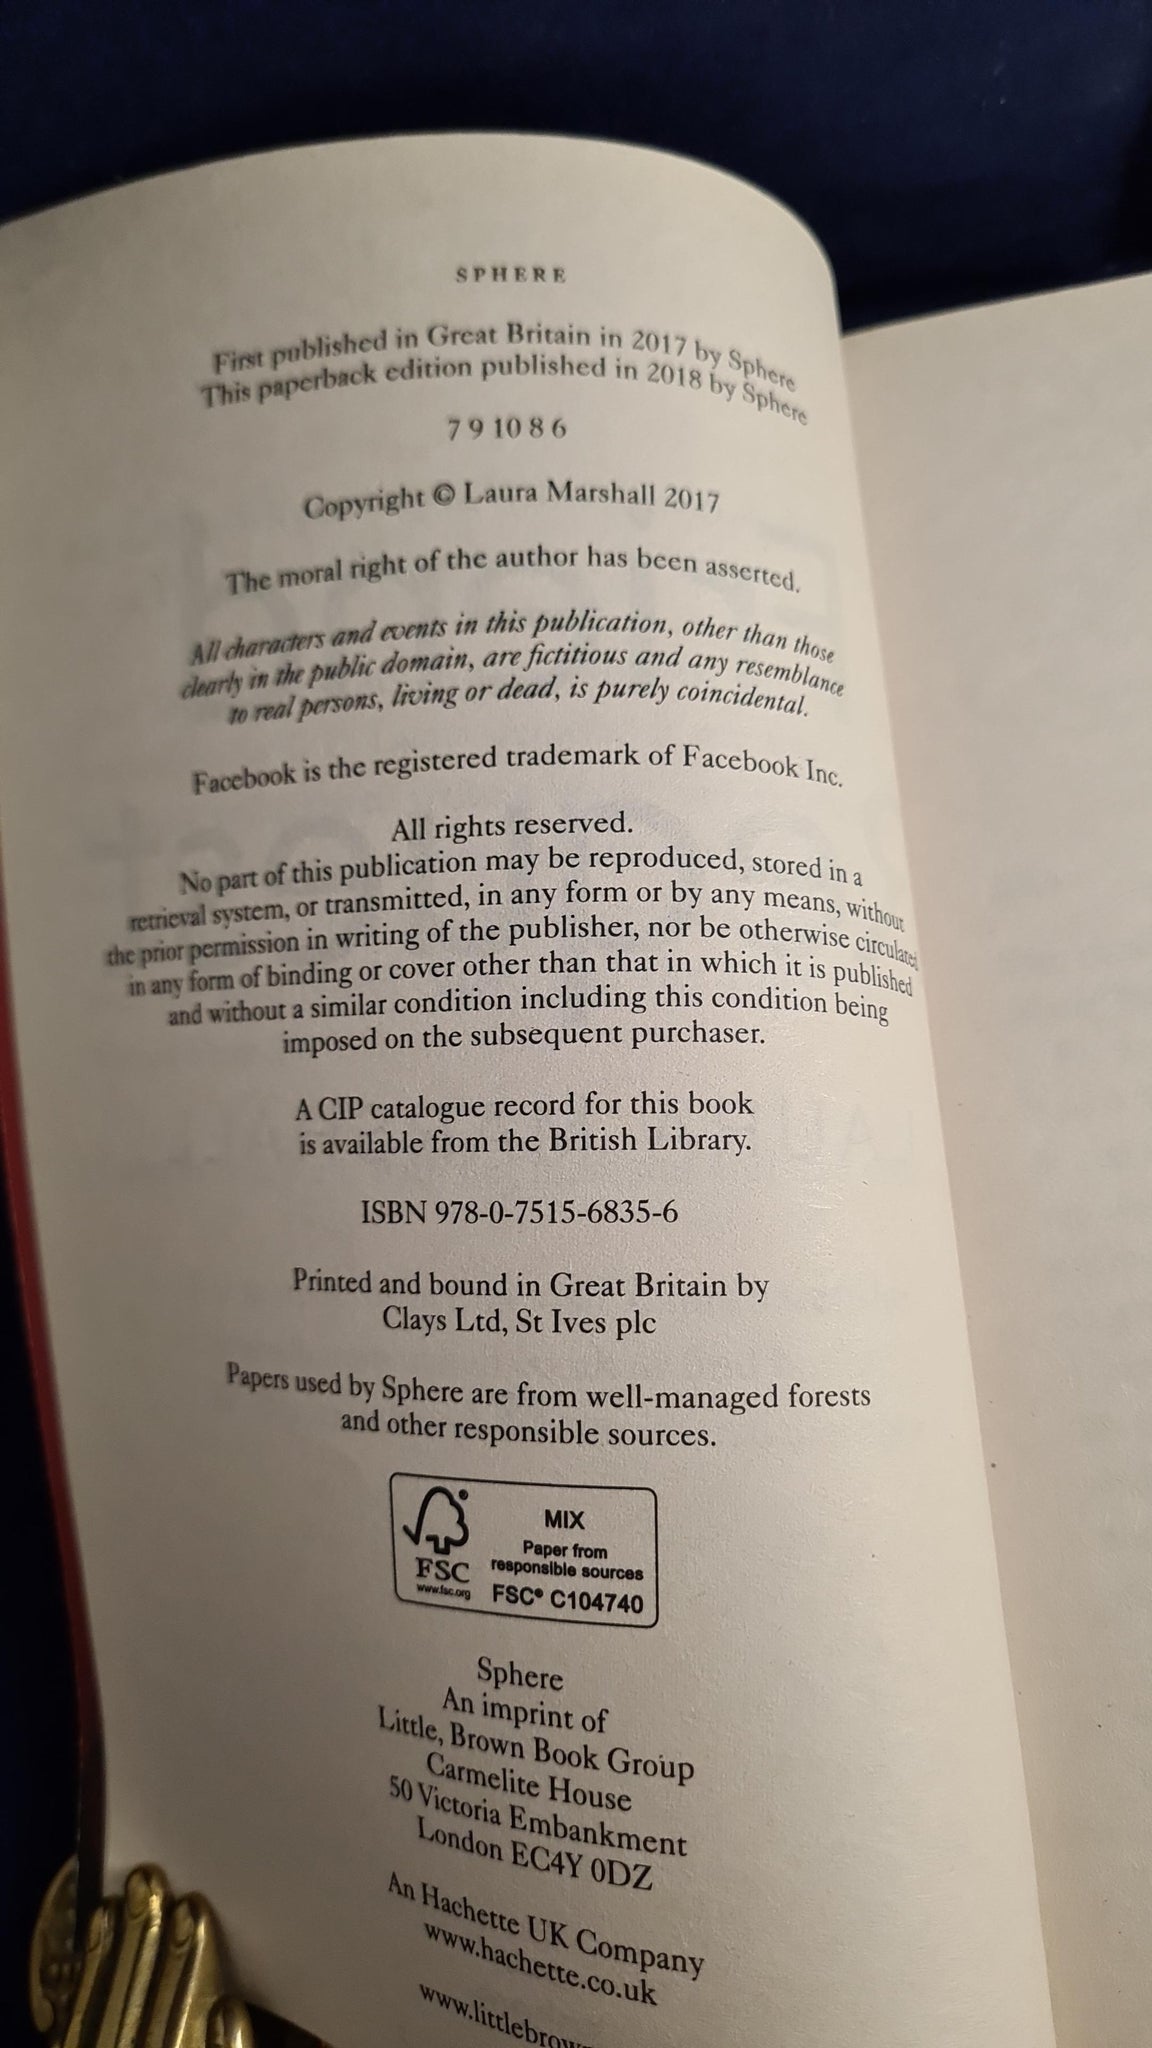 SPHERE
First published in Great Britain in 2017 by Sphere
This paperback edition published in 2018 by Sphere
7 9 10 8 6
Copyright © Laura Marshall 2017
The moral right of the author has been asserted.
All characters and events in this publication, other than those
clearly in the public domain, are fictitious and any resemblance
to real persons, living or dead, is purely coincidental.
Facebook is the registered trademark of Facebook Inc.
All rights reserved.
No part of this publication may be reproduced, stored in a
retrieval system, or transmitted, in any form or by any means, without
the prior permission in writing of the publisher, nor be otherwise circulated
in any form of binding or cover other than that in which it is published
and without a similar condition including this condition being
imposed on the subsequent purchaser.
A CIP catalogue record for this book
is available from the British Library.
ISBN 978-0-7515-6835-6
Printed and bound in Great Britain by
Clays Ltd, St Ives plc
Papers used by Sphere are from well-managed forests
and other responsible sources.
MIX
Paper from
responsible sources
FSC® C104740
FSC
www.fsc.org
Sphere
An imprint of
Little, Brown Book Group
Carmelite House
50 Victoria Embankment
London EC4Y 0DZ
An Hachette UK Company
www.hachette.co.uk
www.littlebrow